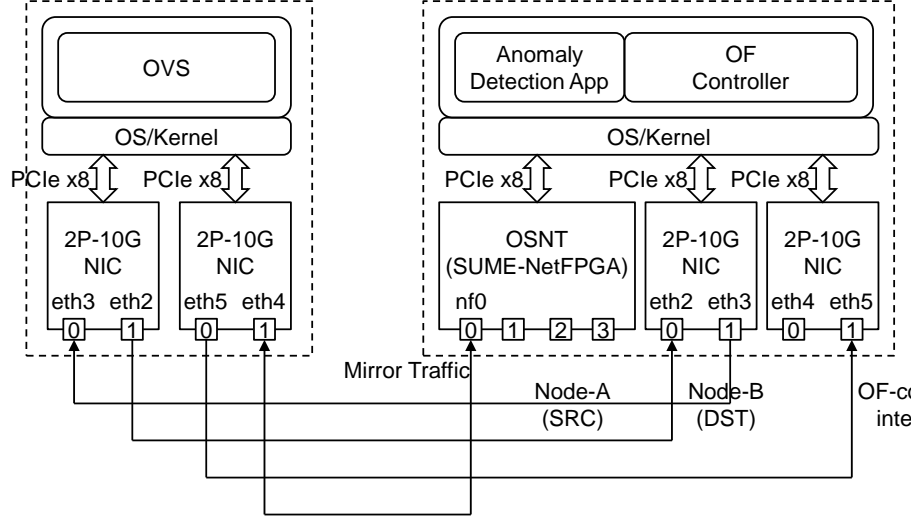 OVS
Anomaly
Detection App
OF
Controller
OS/Kernel
OS/Kernel
PCIe x8
PCIe x8
PCIe x8
PCIe x8
PCIe x8
2P-10G
NIC
2P-10G
NIC
OSNT
(SUME-NetFPGA)
2P-10G
NIC
2P-10G
NIC
eth3 eth2
eth5 eth4
nf0
eth2 eth3
eth4 eth5
0 1
0 1
0 1 2 3
0 1
0 1
Mirror Traffic
Node-A
(SRC)
Node-B
(DST)